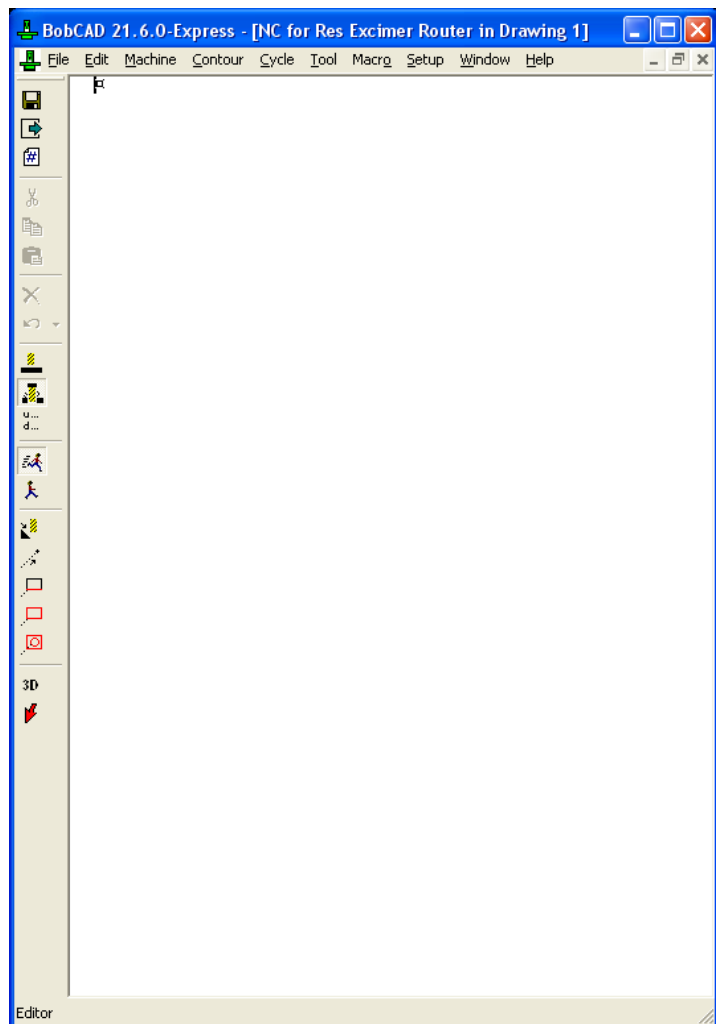 BobCAD 21.6.0-Express - [NC for Res Excimer Router in Drawing 1]
File Edit Machine Contour Cycle Tool Macro Setup Window Help
¤
#
u...
d...
3D
Editor